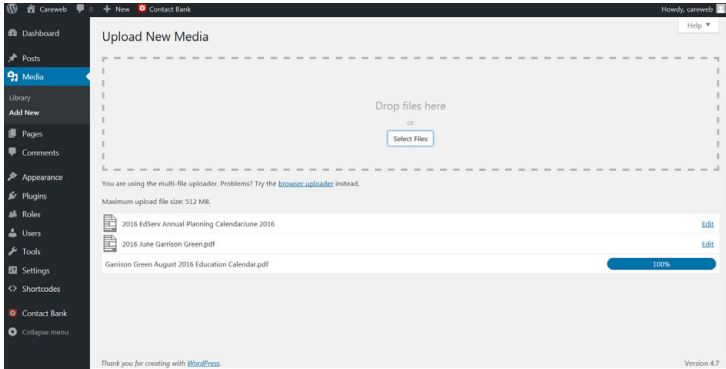 Careweb 0 + New Contact Bank Howdy, careweb
Help ▼
Dashboard
Posts
Media
Library
Add New
Pages
Comments
Appearance
Plugins
Roles
Users
Tools
Settings
Shortcodes
Contact Bank
Collapse menu
Upload New Media
Drop files here
or
Select Files
You are using the multi-file uploader. Problems? Try the browser uploader instead.
Maximum upload file size: 512 MB.
2016 EdServ Annual Planning CalendarJune 2016 Edit
2016 June Garrison Green.pdf Edit
Garrison Green August 2016 Education Calendar.pdf 100%
Thank you for creating with WordPress. Version 4.7